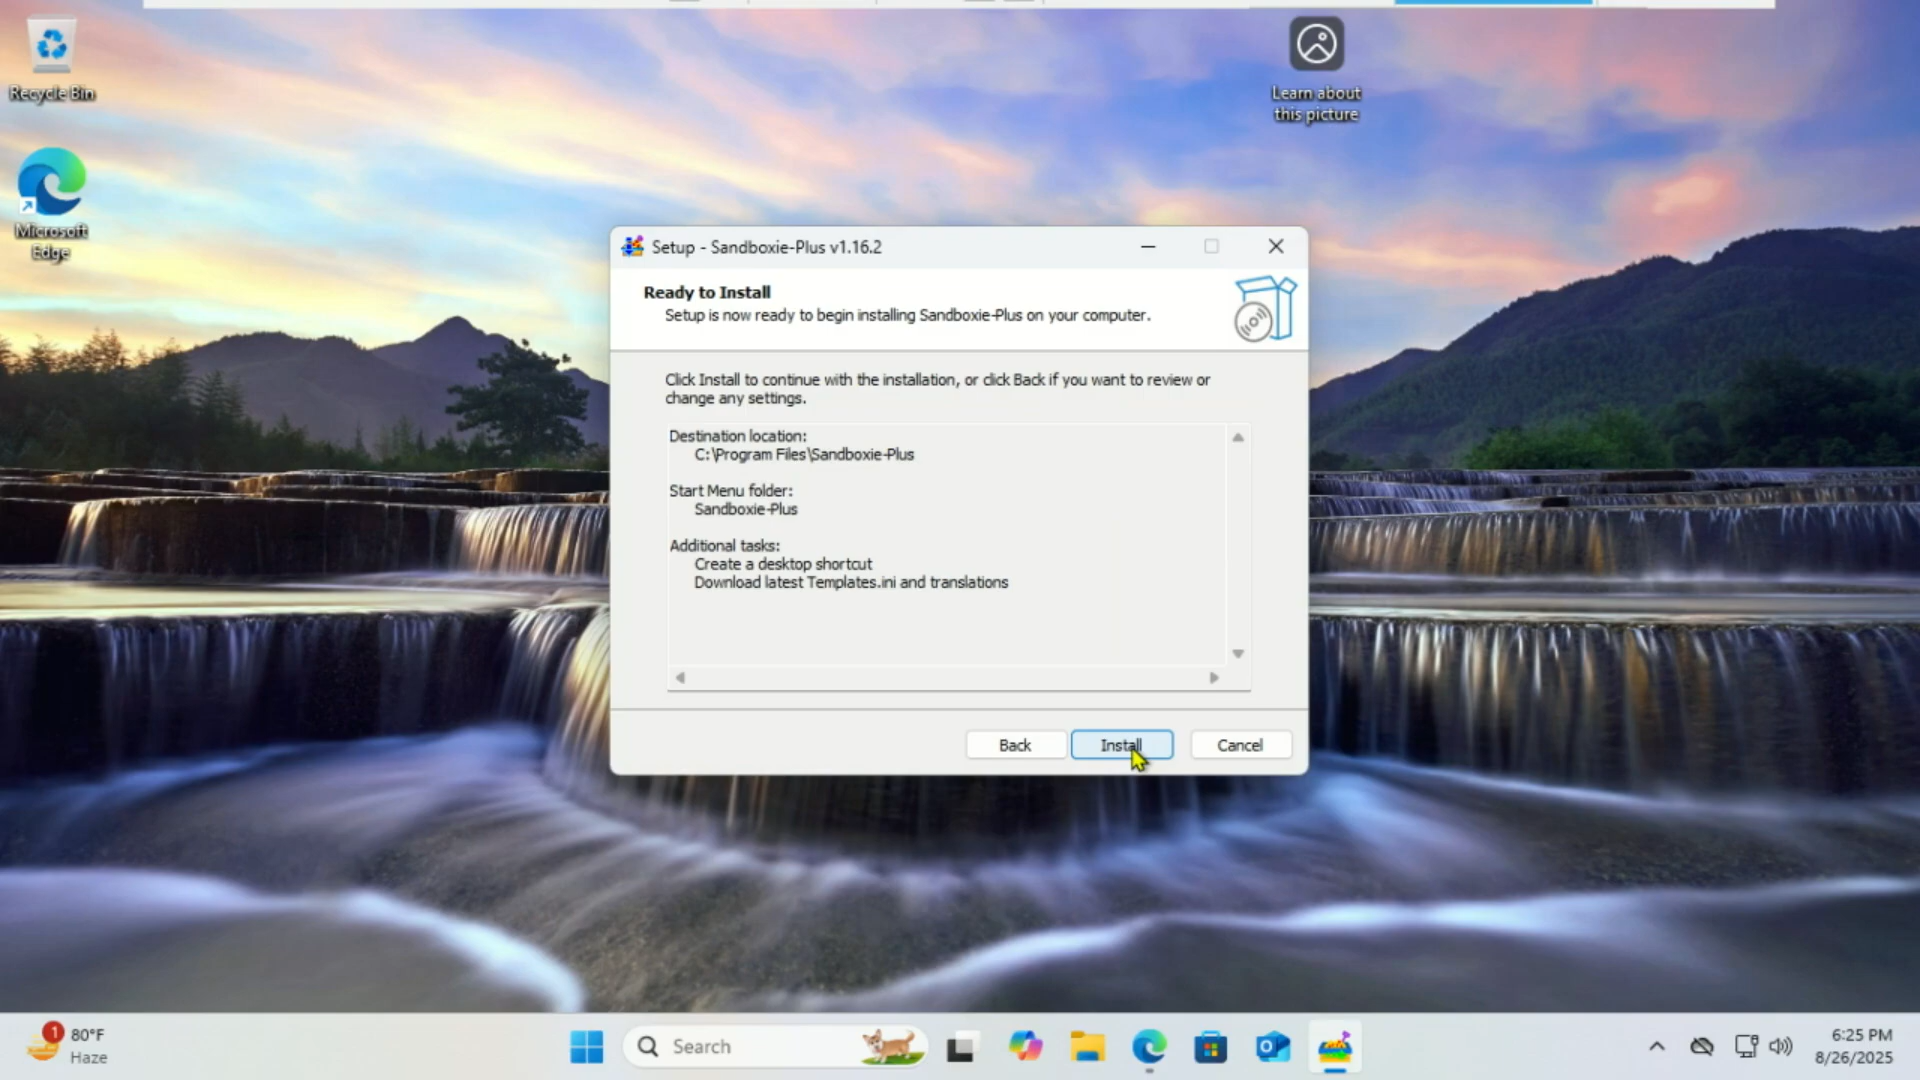 Recycle Bin
Learn about
this picture
Microsoft
Edge
Setup - Sandboxie-Plus v1.16.2
Ready to Install
Setup is now ready to begin installing Sandboxie-Plus on your computer.
Click Install to continue with the installation, or click Back if you want to review or
change any settings.
Destination location:
C:\Program Files\Sandboxie-Plus
Start Menu folder:
Sandboxie-Plus
Additional tasks:
Create a desktop shortcut
Download latest Templates.ini and translations
Back
Install
Cancel
1
80°F
Haze
Search
6:25 PM
8/26/2025